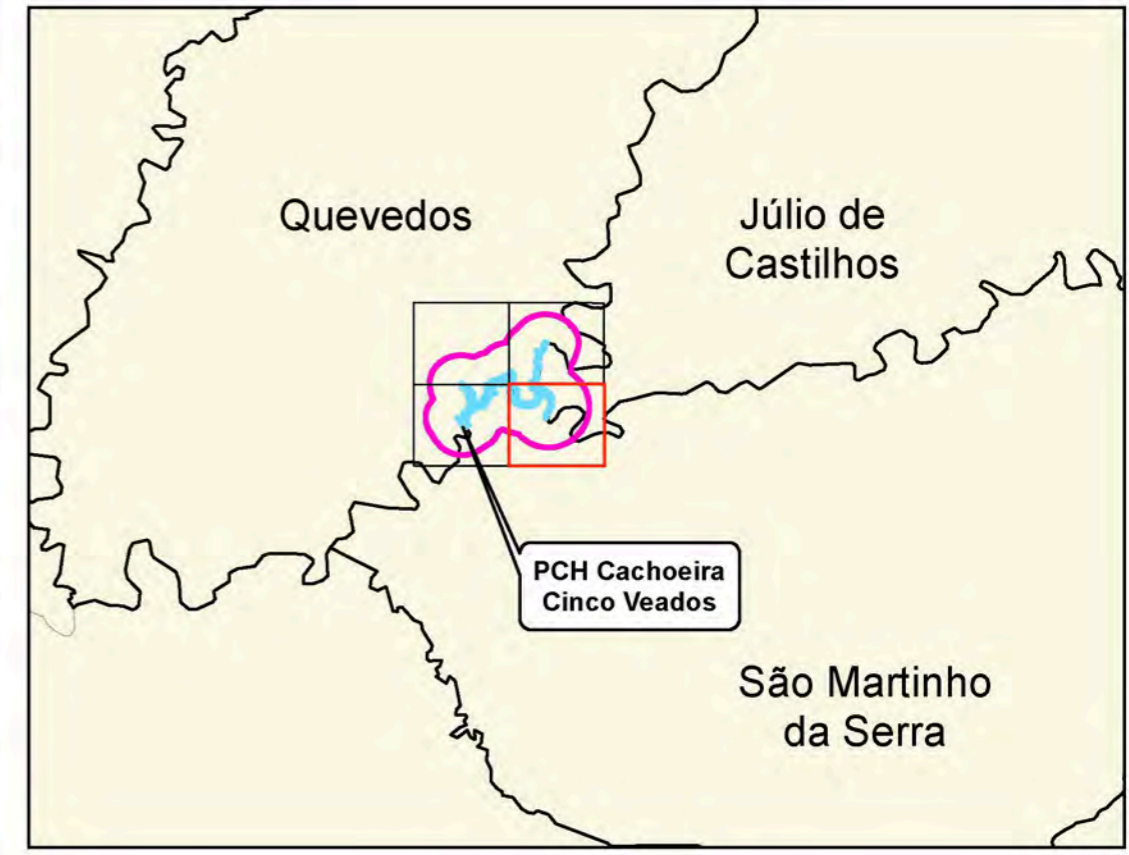 Quevedos
Júlio de
Castilhos
PCH Cachoeira
Cinco Veados
São Martinho
da Serra